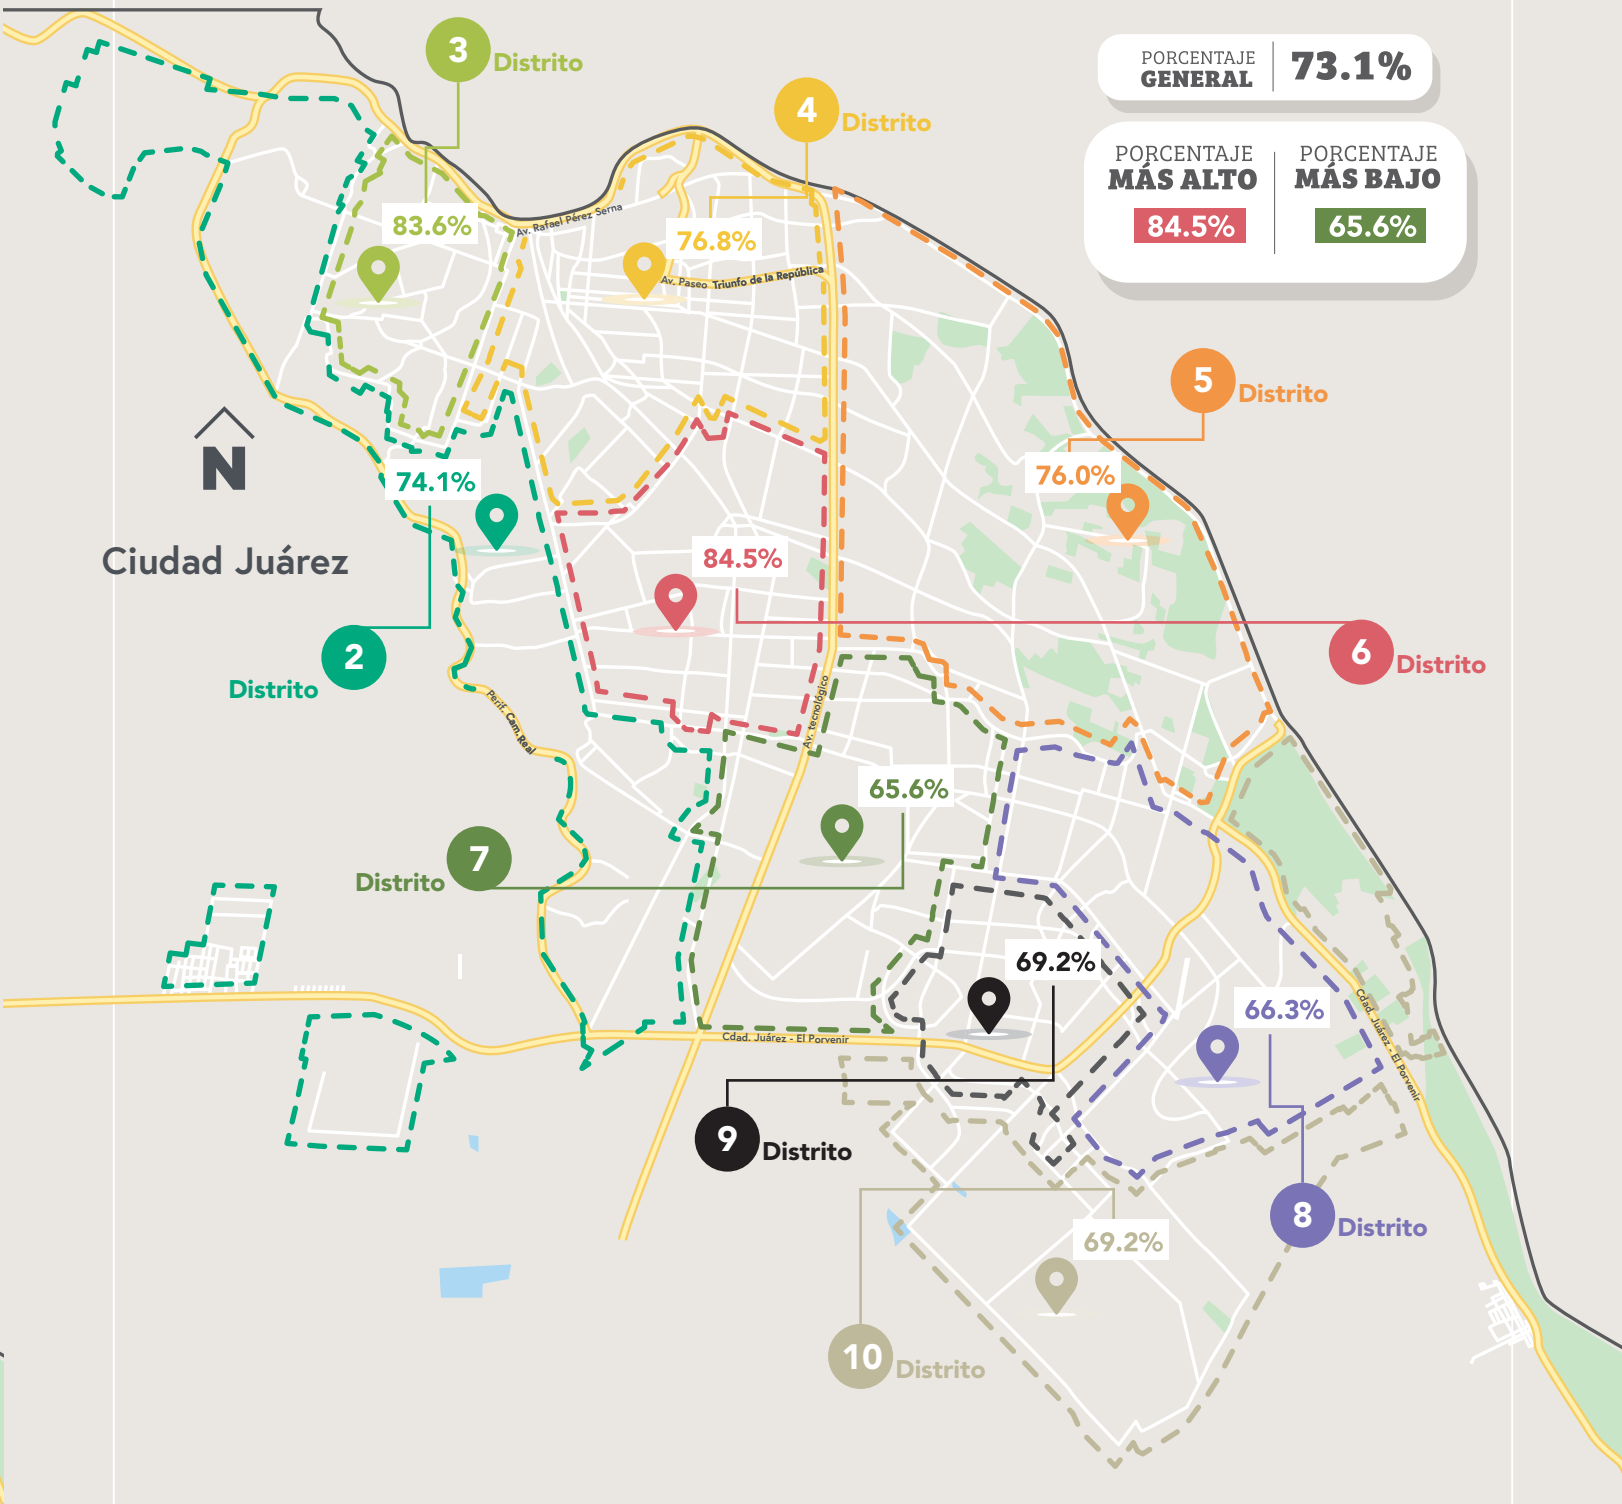 3 Distrito
4 Distrito
PORCENTAJE
GENERAL
73.1%
PORCENTAJE
MÁS ALTO
84.5%
PORCENTAJE
MÁS BAJO
65.6%
83.6%
Av. Rafael Pérez Serna
76.8%
Av. Paseo Triunfo de la República
5 Distrito
76.0%
N
Ciudad Juárez
74.1%
84.5%
2
Distrito
6 Distrito
Perif. Cam. Real
Av. tecnológico
65.6%
7
Distrito
69.2%
66.3%
Cdad. Juárez - El Porvenir
Cdad. Juárez - El Porvenir
9 Distrito
8 Distrito
69.2%
10 Distrito